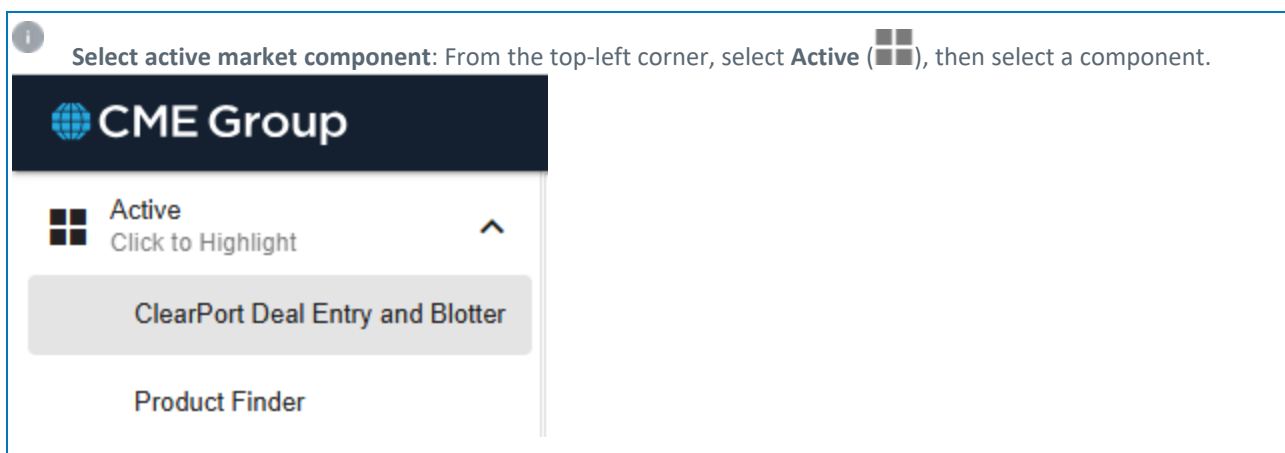 i
Select active market component: From the top-left corner, select Active (), then select a component.
CME Group
Active
Click to Highlight
ClearPort Deal Entry and Blotter
Product Finder